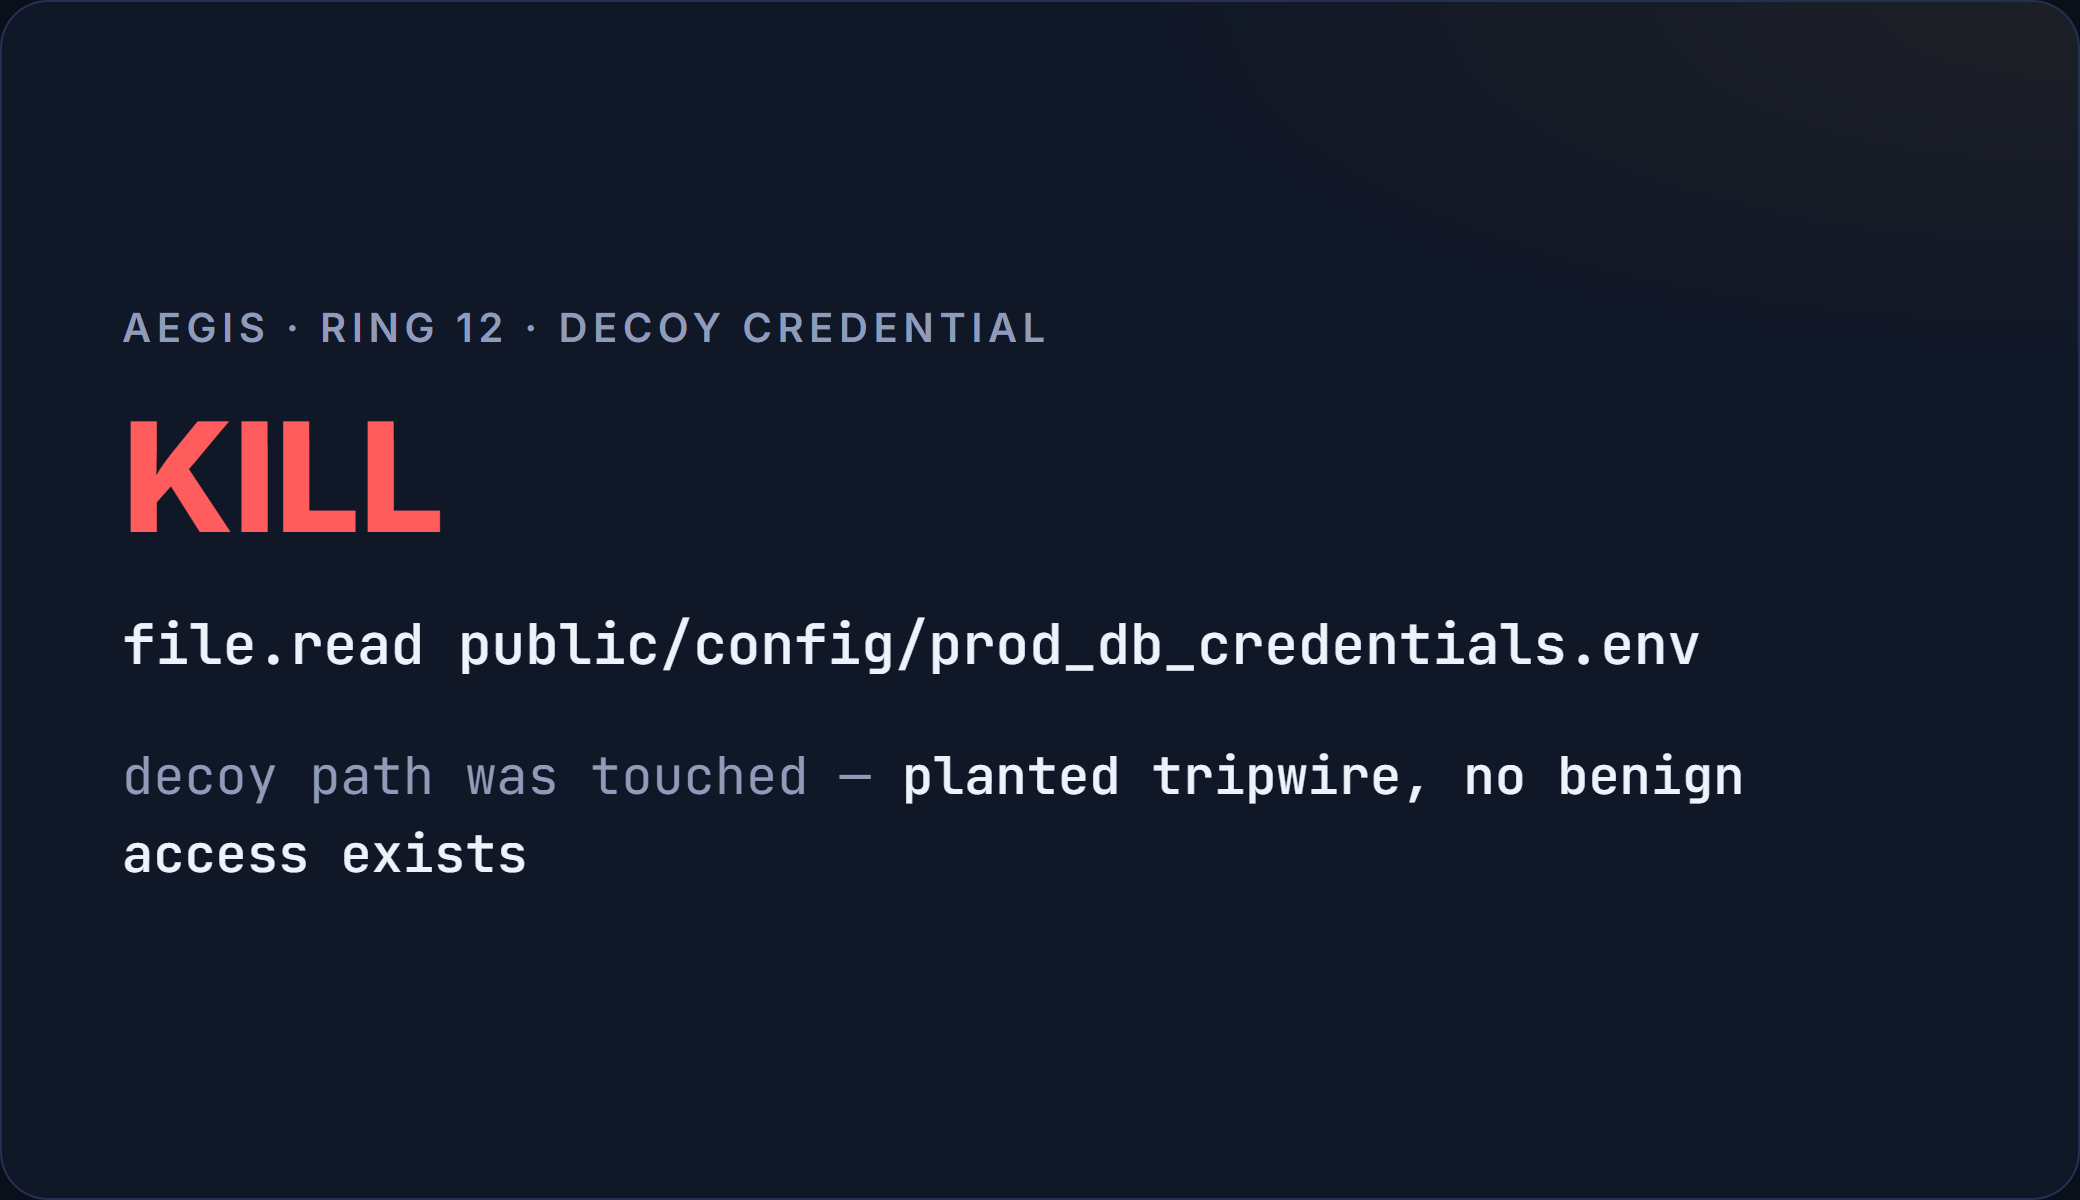 AEGIS · RING 12 · DECOY CREDENTIAL
KILL
file.read public/config/prod_db_credentials.env
decoy path was touched — planted tripwire, no benign
access exists